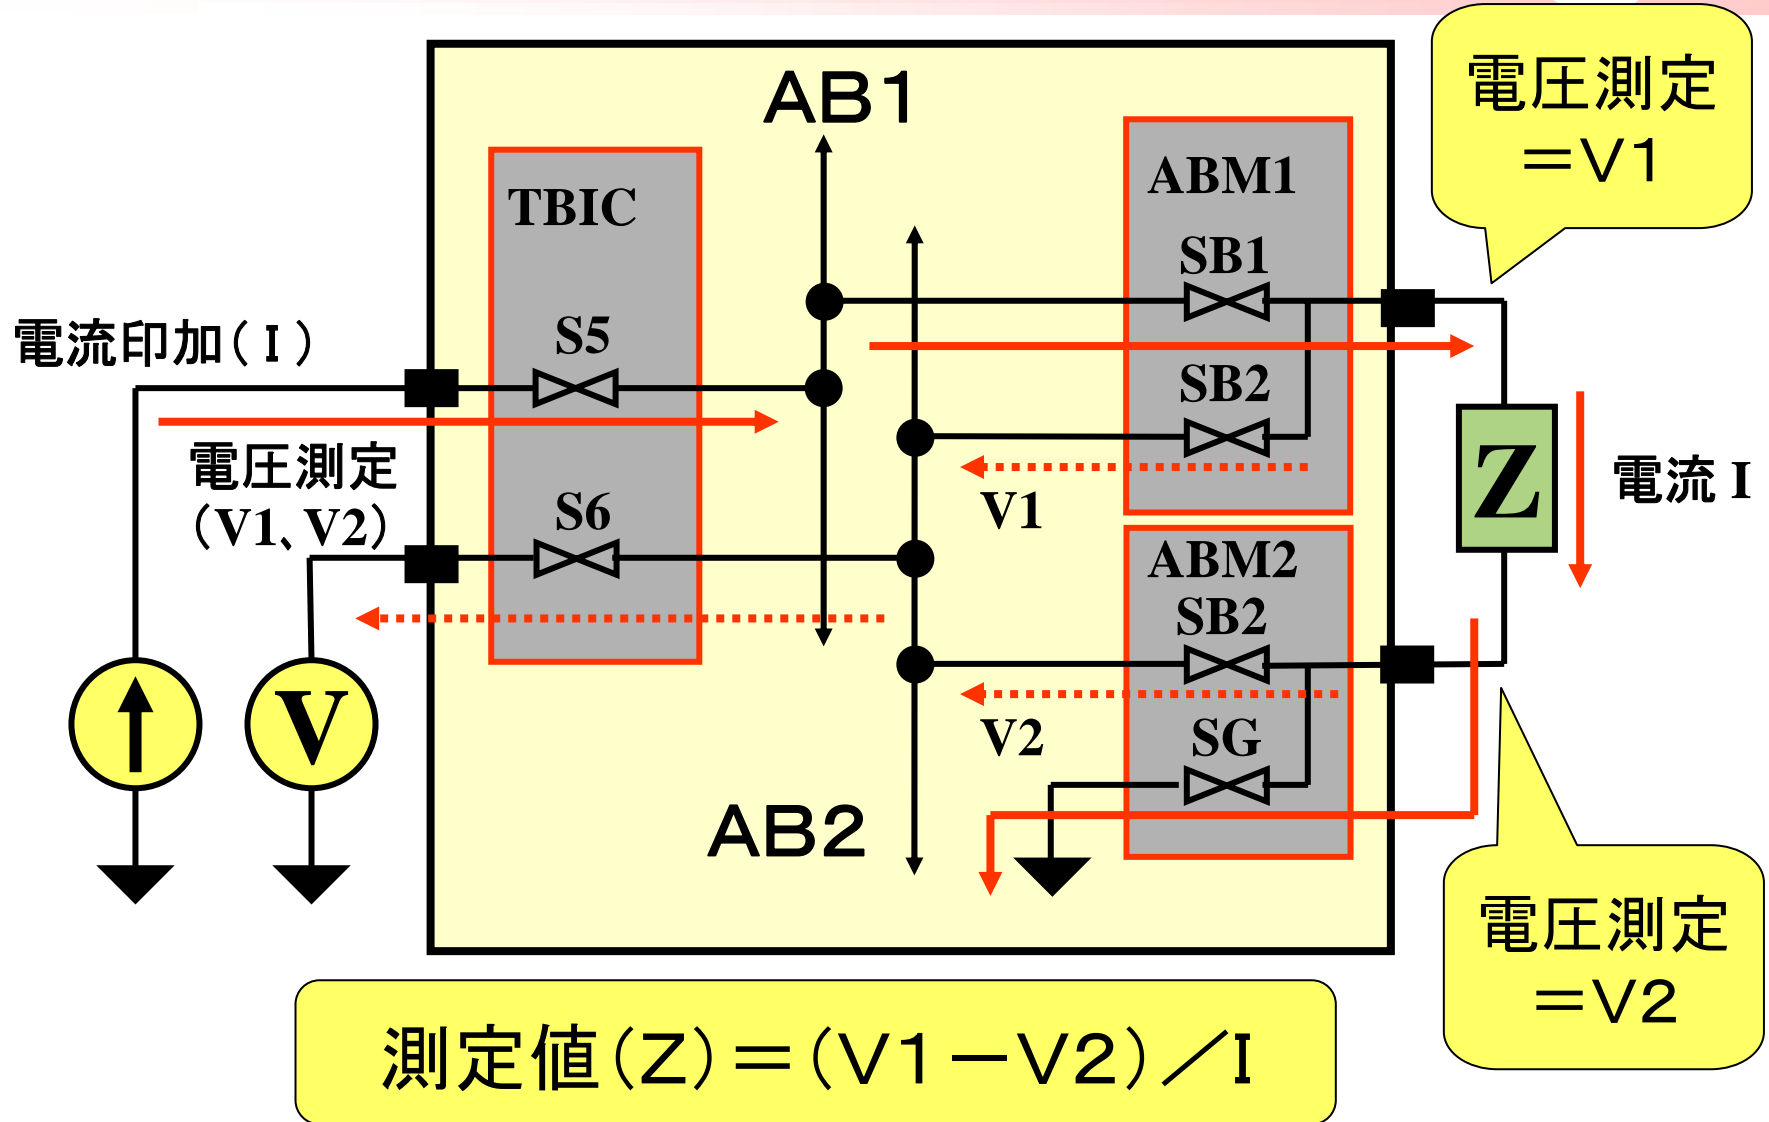 AB1
電圧測定
=V1
TBIC
ABM1
SB1
電流印加(I)
S5
SB2
電圧測定
(V1、V2)
S6
V1
Z
電流 I
ABM2
SB2
V
V2
SG
AB2
電圧測定
=V2
測定値(Z)=(V1-V2)/I